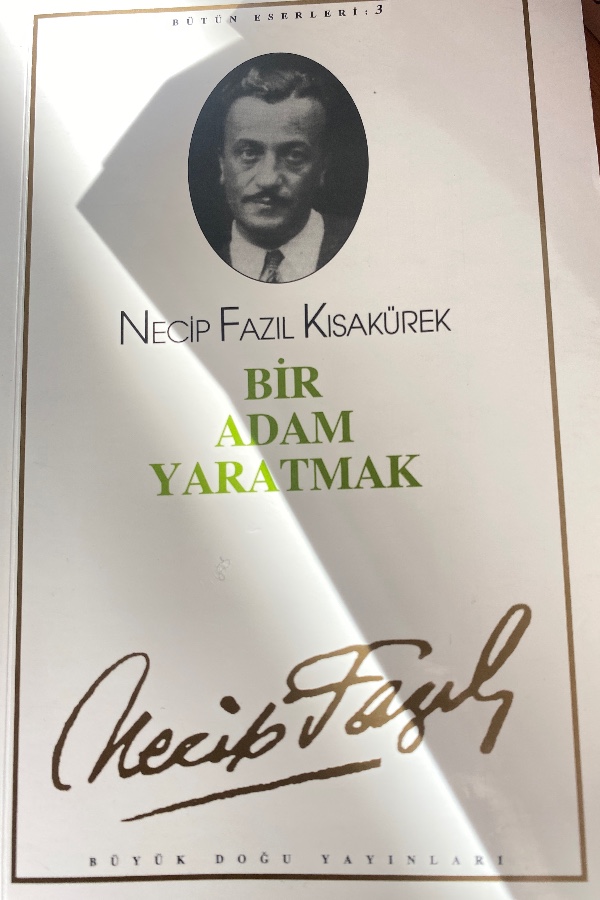 BÜTÜN ESERLERİ: 3
NECİP FAZIL KISAKÜREK
BİR
ADAM
YARATMAK
Necip Fazıl
BÜYÜK DOĞU YAYINLARI